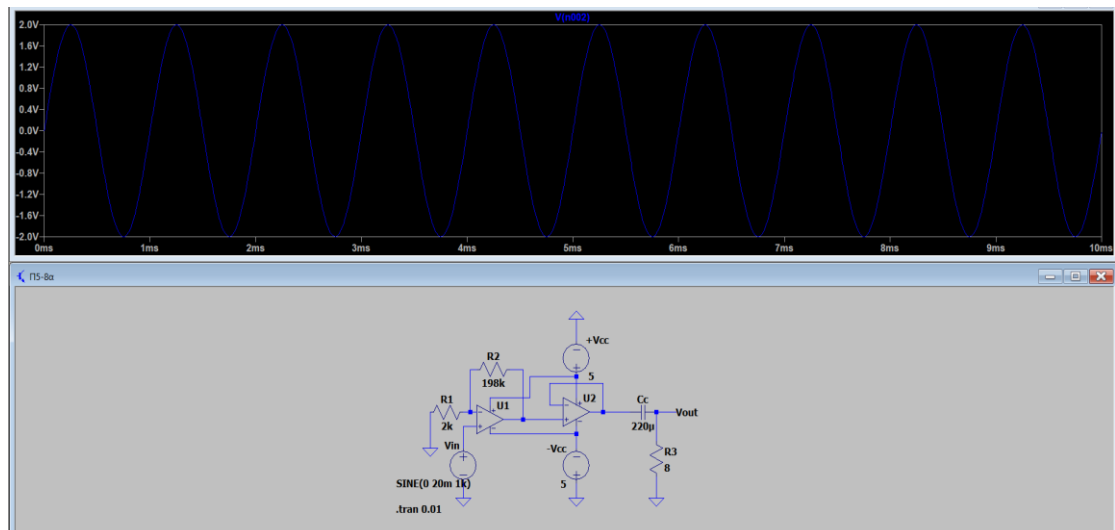 V(n002)
2.0V
1.6V
1.2V
0.8V
0.4V
0.0V
-0.4V
-0.8V
-1.2V
-1.6V
-2.0V
0ms 1ms 2ms 3ms 4ms 5ms 6ms 7ms 8ms 9ms 10ms
Π5-8α
+Vcc
5
R2
198k
R1
2k
U1
U2
Cc
220µ
Vout
Vin
-Vcc
5
R3
8
SINE(0 20m 1k)
.tran 0.01